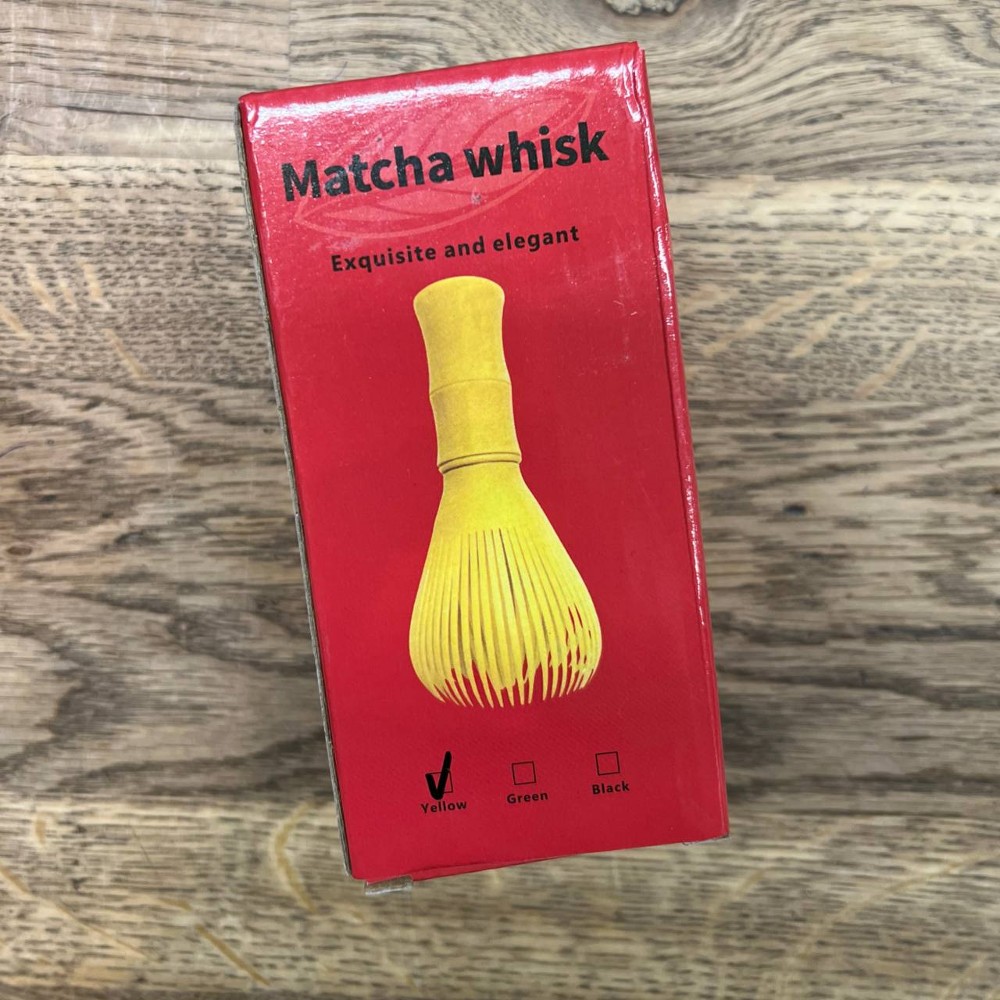 Matcha whisk
Exquisite and elegant
Yellow Green Black